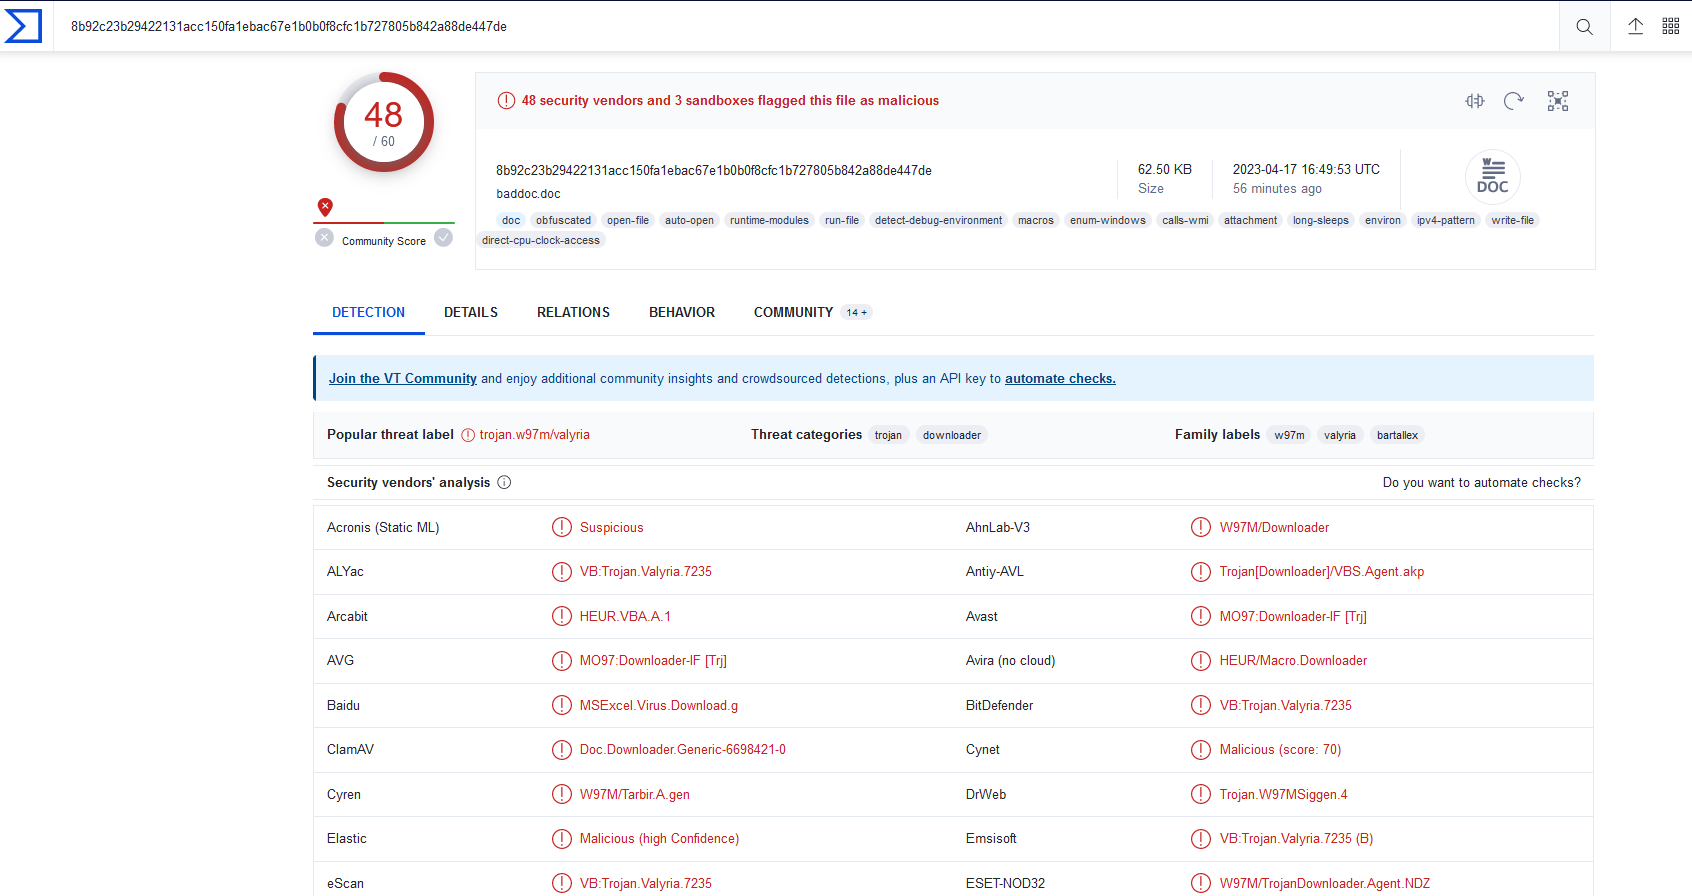 8b92c23b29422131acc150fa1ebac67e1b0b0f8cfc1b727805b842a88de447de
48
/ 60
Community Score
48 security vendors and 3 sandboxes flagged this file as malicious
8b92c23b29422131acc150fa1ebac67e1b0b0f8cfc1b727805b842a88de447de
baddoc.doc
62.50 KB
Size
2023-04-17 16:49:53 UTC
56 minutes ago
W
DOC
doc obfuscated open-file auto-open runtime-modules run-file detect-debug-environment macros enum-windows calls-wmi attachment long-sleeps environ ipv4-pattern write-file
direct-cpu-clock-access
DETECTION DETAILS RELATIONS BEHAVIOR COMMUNITY 14 +
Join the VT Community and enjoy additional community insights and crowdsourced detections, plus an API key to automate checks.
Popular threat label trojan.w97m/valyria Threat categories trojan downloader Family labels w97m valyria bartallex
Security vendors' analysis Do you want to automate checks?
Acronis (Static ML) Suspicious AhnLab-V3 W97M/Downloader
ALYac VB:Trojan.Valyria.7235 Antiy-AVL Trojan[Downloader]/VBS.Agent.akp
Arcabit HEUR.VBA.A.1 Avast MO97:Downloader-IF [Trj]
AVG MO97:Downloader-IF [Trj] Avira (no cloud) HEUR/Macro.Downloader
Baidu MSExcel.Virus.Download.g BitDefender VB:Trojan.Valyria.7235
ClamAV Doc.Downloader.Generic-6698421-0 Cynet Malicious (score: 70)
Cyren W97M/Tarbir.A.gen DrWeb Trojan.W97MSiggen.4
Elastic Malicious (high Confidence) Emsisoft VB:Trojan.Valyria.7235 (B)
eScan VB:Trojan.Valyria.7235 ESET-NOD32 W97M/TrojanDownloader.Agent.NDZ